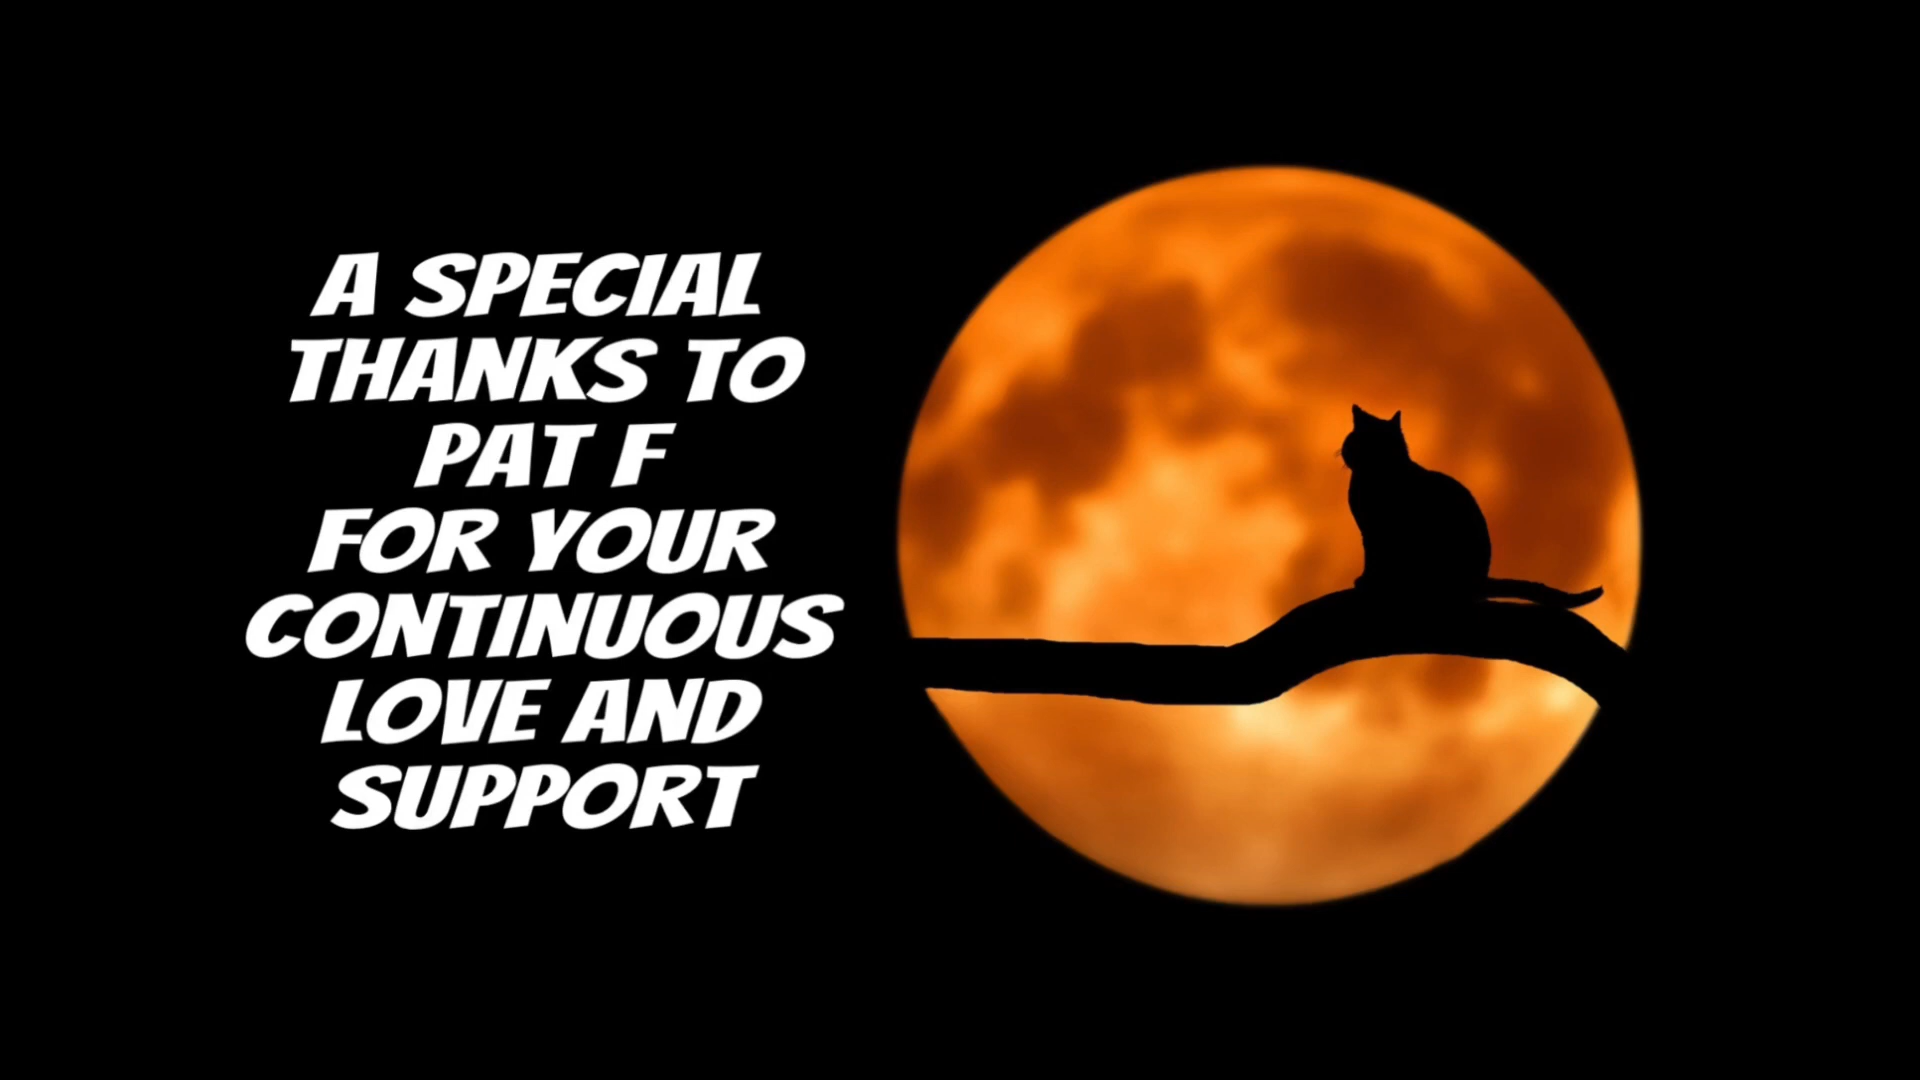 A SPECIAL
THANKS TO
PAT F
FOR YOUR
CONTINUOUS
LOVE AND
SUPPORT